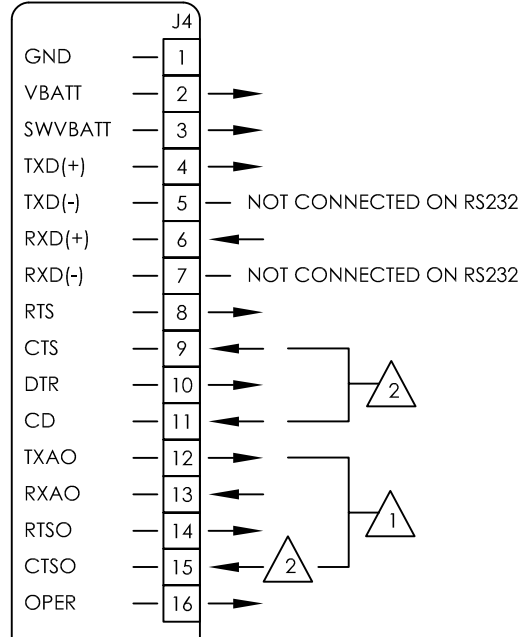 J4
GND 1
VBATT 2
SWVBATT 3
TXD(+) 4
TXD(-) 5 NOT CONNECTED ON RS232
RXD(+) 6
RXD(-) 7 NOT CONNECTED ON RS232
RTS 8
CTS 9
DTR 10 2
CD 11
TXAO 12
RXAO 13
RTSO 14 1
CTSO 15 2
OPER 16